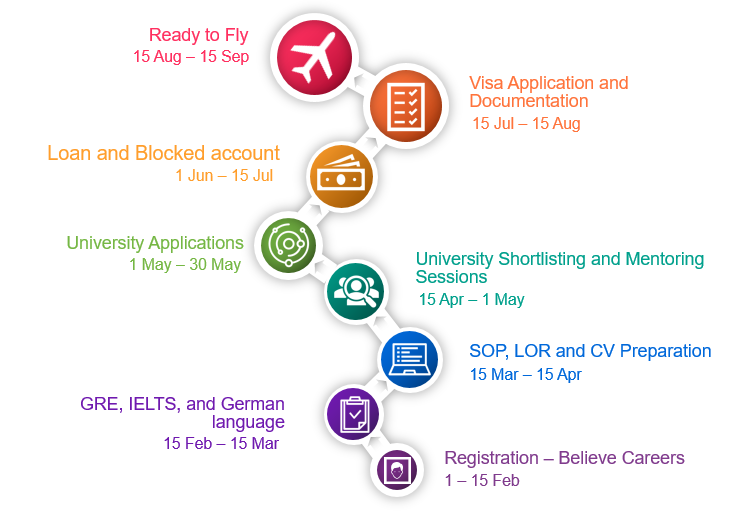 Ready to Fly
15 Aug – 15 Sep
Visa Application and
Documentation
15 Jul – 15 Aug
Loan and Blocked account
1 Jun – 15 Jul
University Applications
1 May – 30 May
University Shortlisting and Mentoring
Sessions
15 Apr – 1 May
SOP, LOR and CV Preparation
15 Mar – 15 Apr
GRE, IELTS, and German
language
15 Feb – 15 Mar
Registration – Believe Careers
1 – 15 Feb